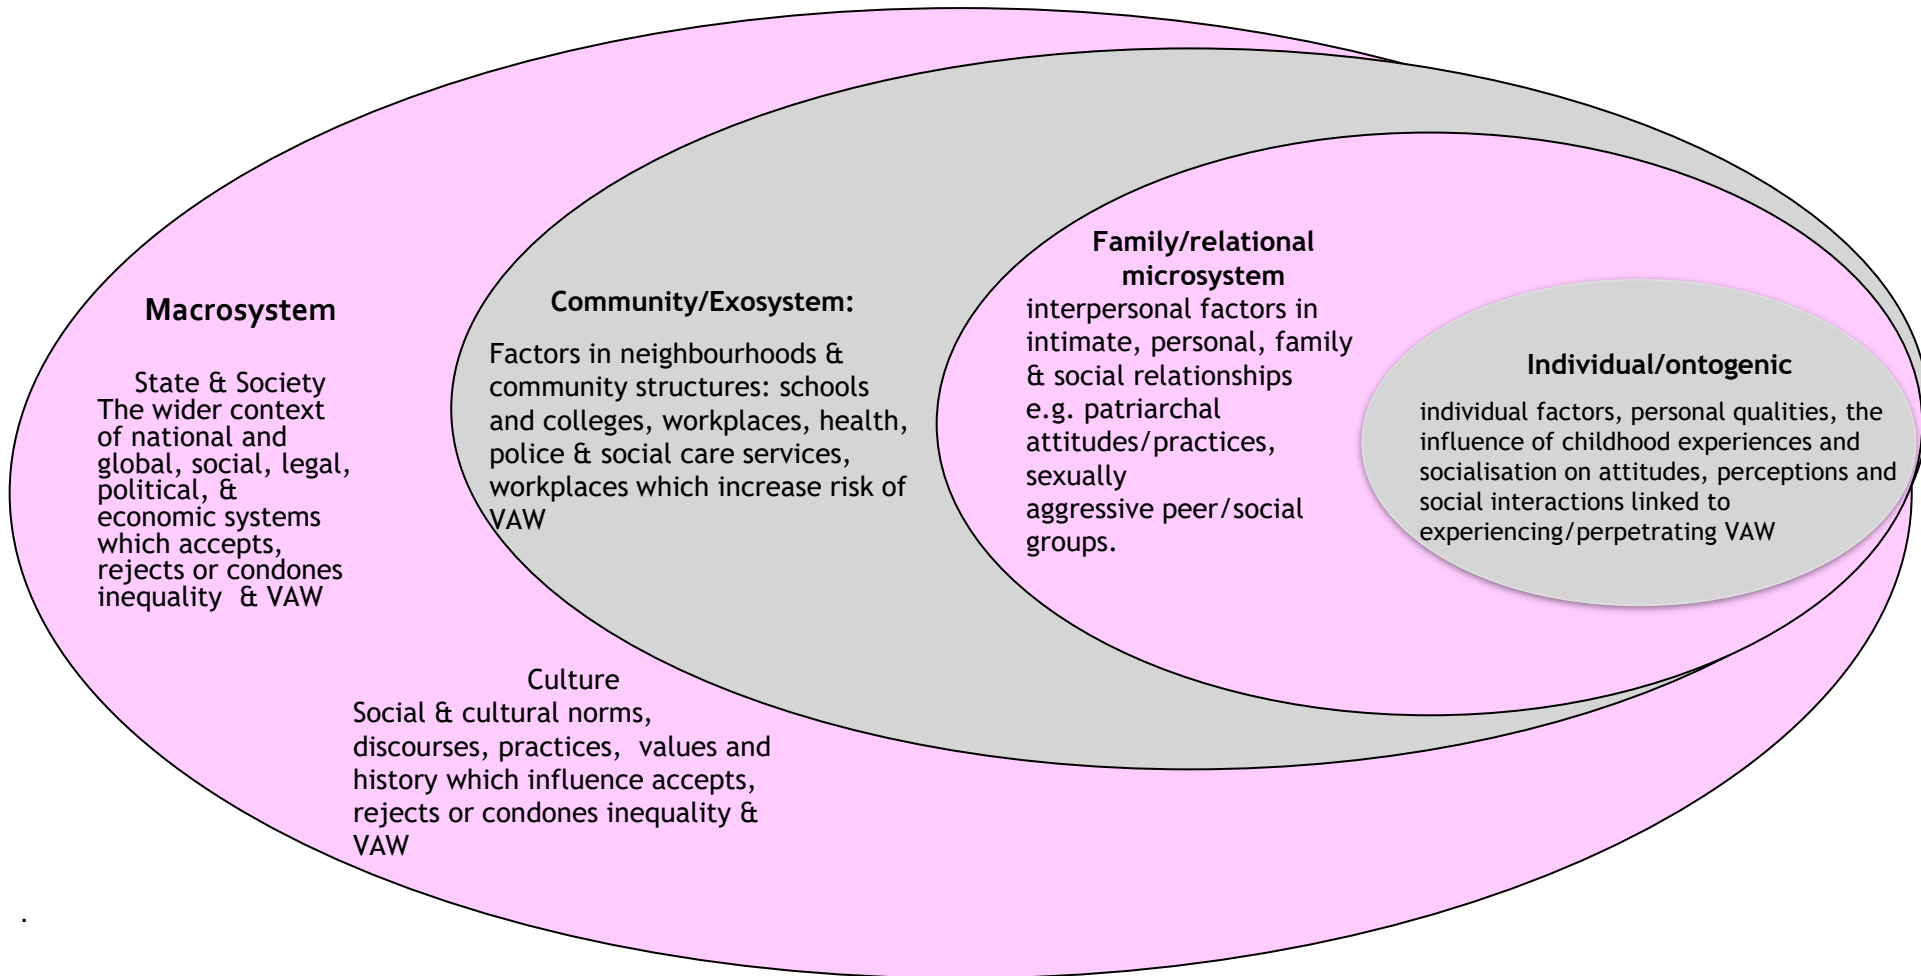 Macrosystem
State & Society
The wider context
of national and
global, social, legal,
political, &
economic systems
which accepts,
rejects or condones
inequality & VAW
Culture
Social & cultural norms,
discourses, practices, values and
history which influence accepts,
rejects or condones inequality &
VAW
Community/Exosystem:
Factors in neighbourhoods &
community structures: schools
and colleges, workplaces, health,
police & social care services,
workplaces which increase risk of
VAW
Family/relational
microsystem
interpersonal factors in
intimate, personal, family
& social relationships
e.g. patriarchal
attitudes/practices,
sexually
aggressive peer/social
groups.
Individual/ontogenic
individual factors, personal qualities, the
influence of childhood experiences and
socialisation on attitudes, perceptions and
social interactions linked to
experiencing/perpetrating VAW
.